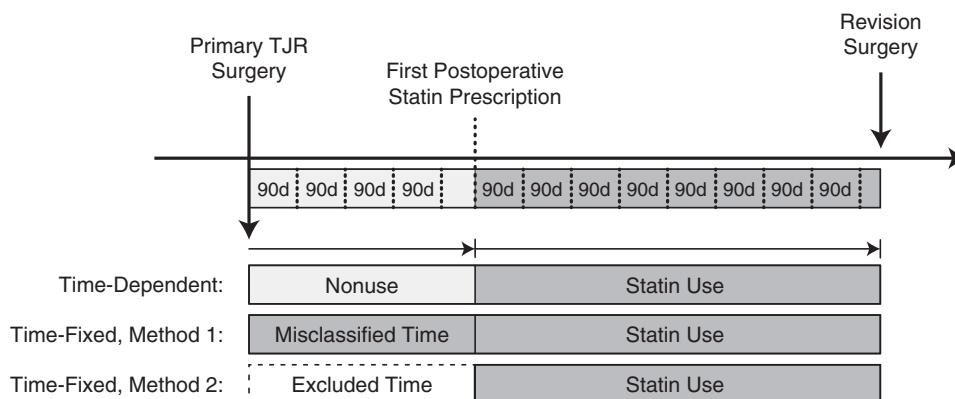 Primary TJR
Surgery
First Postoperative
Statin Prescription
Revision
Surgery
90d 90d 90d 90d 90d 90d 90d 90d 90d 90d 90d 90d
Time-Dependent: Nonuse Statin Use
Time-Fixed, Method 1: Misclassified Time Statin Use
Time-Fixed, Method 2: Excluded Time Statin Use